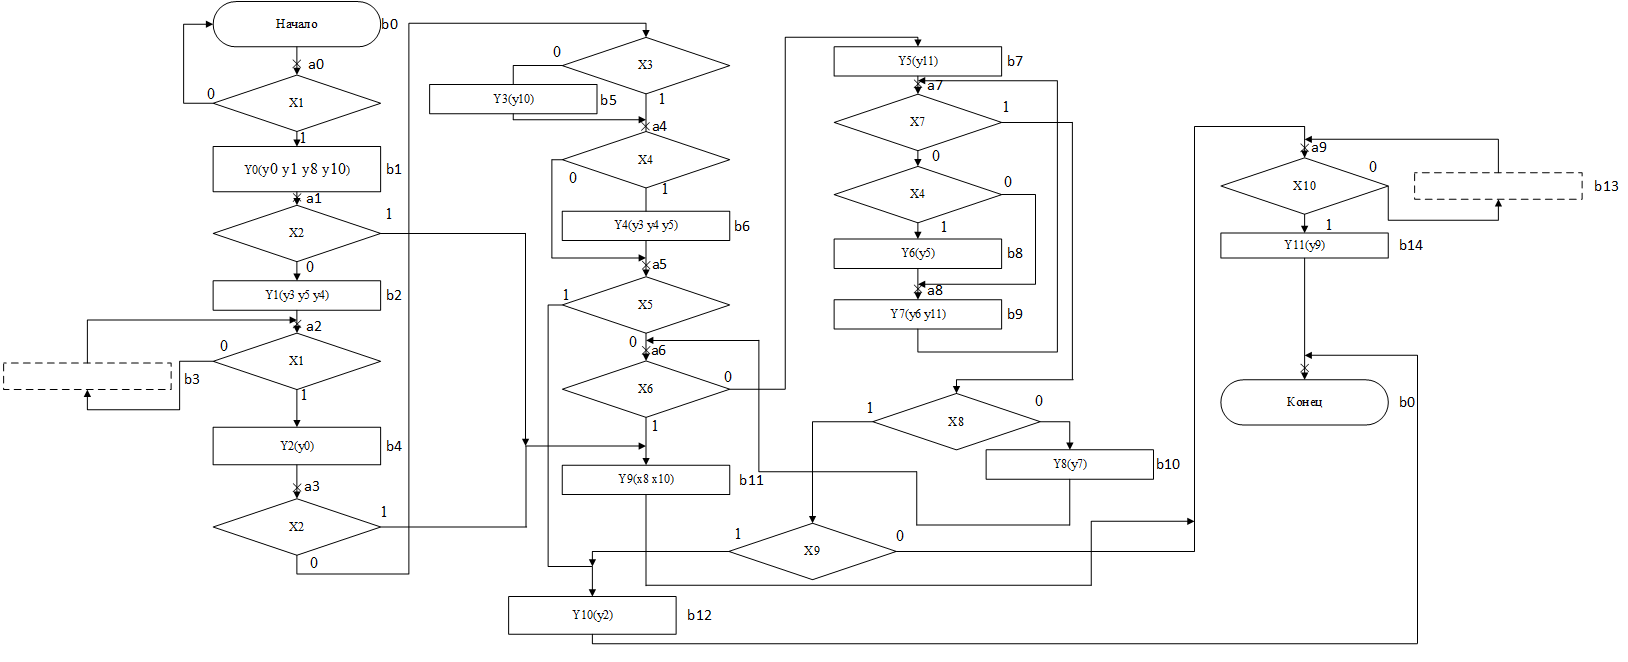 Начало
b0
a0
0
X1
1
Y0(y0 y1 y8 y10)
b1
a1
1
X2
0
Y1(y3 y5 y4)
b2
a2
0
X1
b3
1
Y2(y0)
b4
a3
1
X2
0
0
X3
Y3(y10)
b5
1
a4
X4
0
1
Y4(y3 y4 y5)
b6
a5
1
X5
0
a6
0
X6
1
Y9(x8 x10)
b11
Y5(y11)
b7
a7
1
X7
0
0
X4
1
Y6(y5)
b8
a8
Y7(y6 y11)
b9
1
0
X8
Y8(y7)
b10
1
0
X9
Y10(y2)
b12
a9
0
X10
b13
1
Y11(y9)
b14
Конец
b0